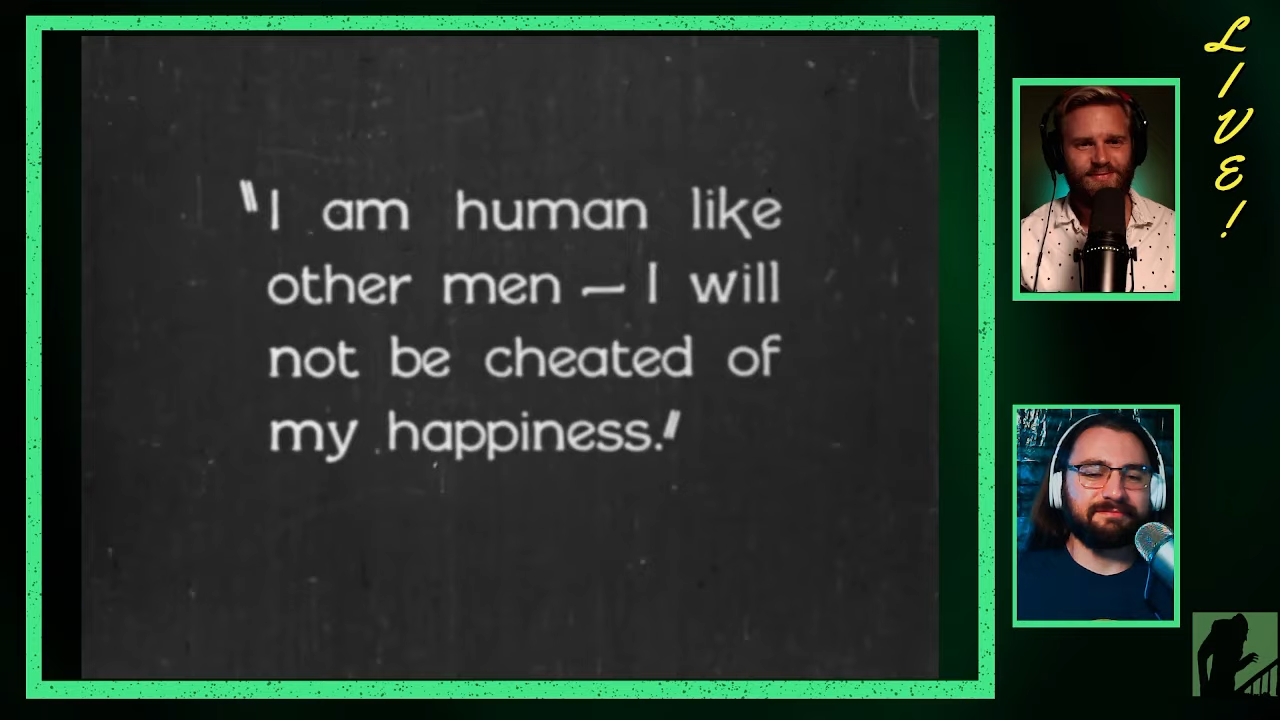 "I am human like
other men — I will
not be cheated of
my happiness."
LIVE!